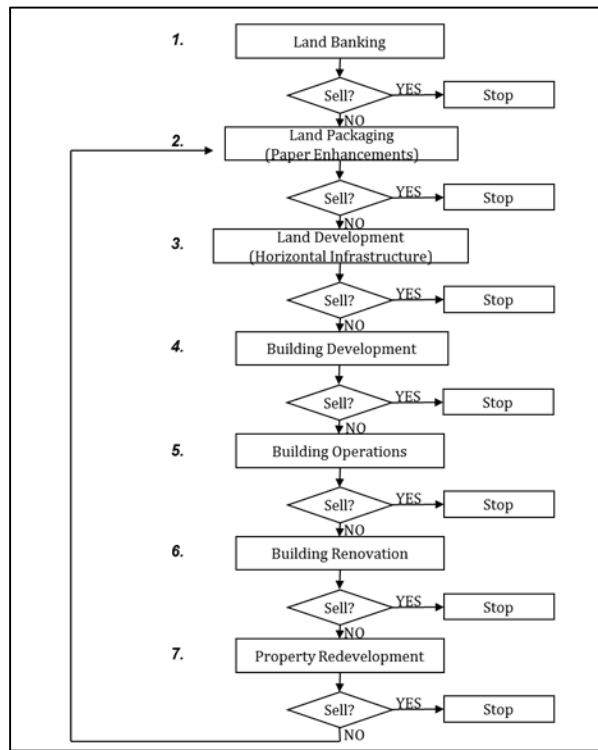 1.
Land Banking
Sell?
YES
Stop
NO
2.
Land Packaging
(Paper Enhancements)
Sell?
YES
Stop
NO
3.
Land Development
(Horizontal Infrastructure)
Sell?
YES
Stop
NO
4.
Building Development
Sell?
YES
Stop
NO
5.
Building Operations
Sell?
YES
Stop
NO
6.
Building Renovation
Sell?
YES
Stop
NO
7.
Property Redevelopment
Sell?
YES
Stop
NO